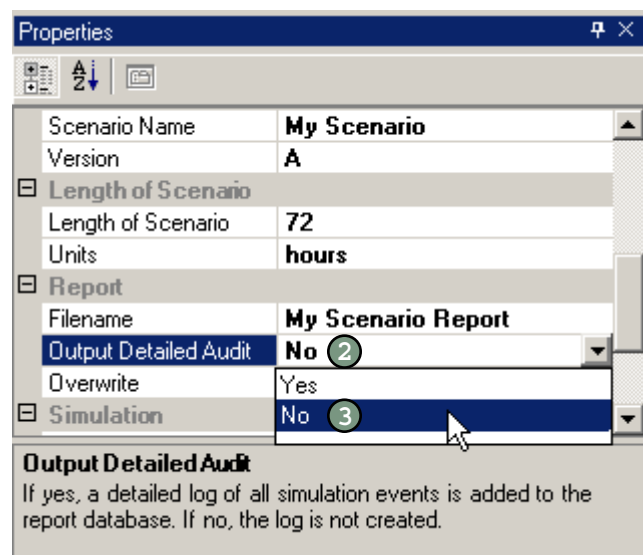 Properties
A
Z
Scenario Name My Scenario
Version A
Length of Scenario
Length of Scenario 72
Units hours
Report
Filename My Scenario Report
Output Detailed Audit No 2
Overwrite Yes
Simulation No 3
Output Detailed Audit
If yes, a detailed log of all simulation events is added to the
report database. If no, the log is not created.